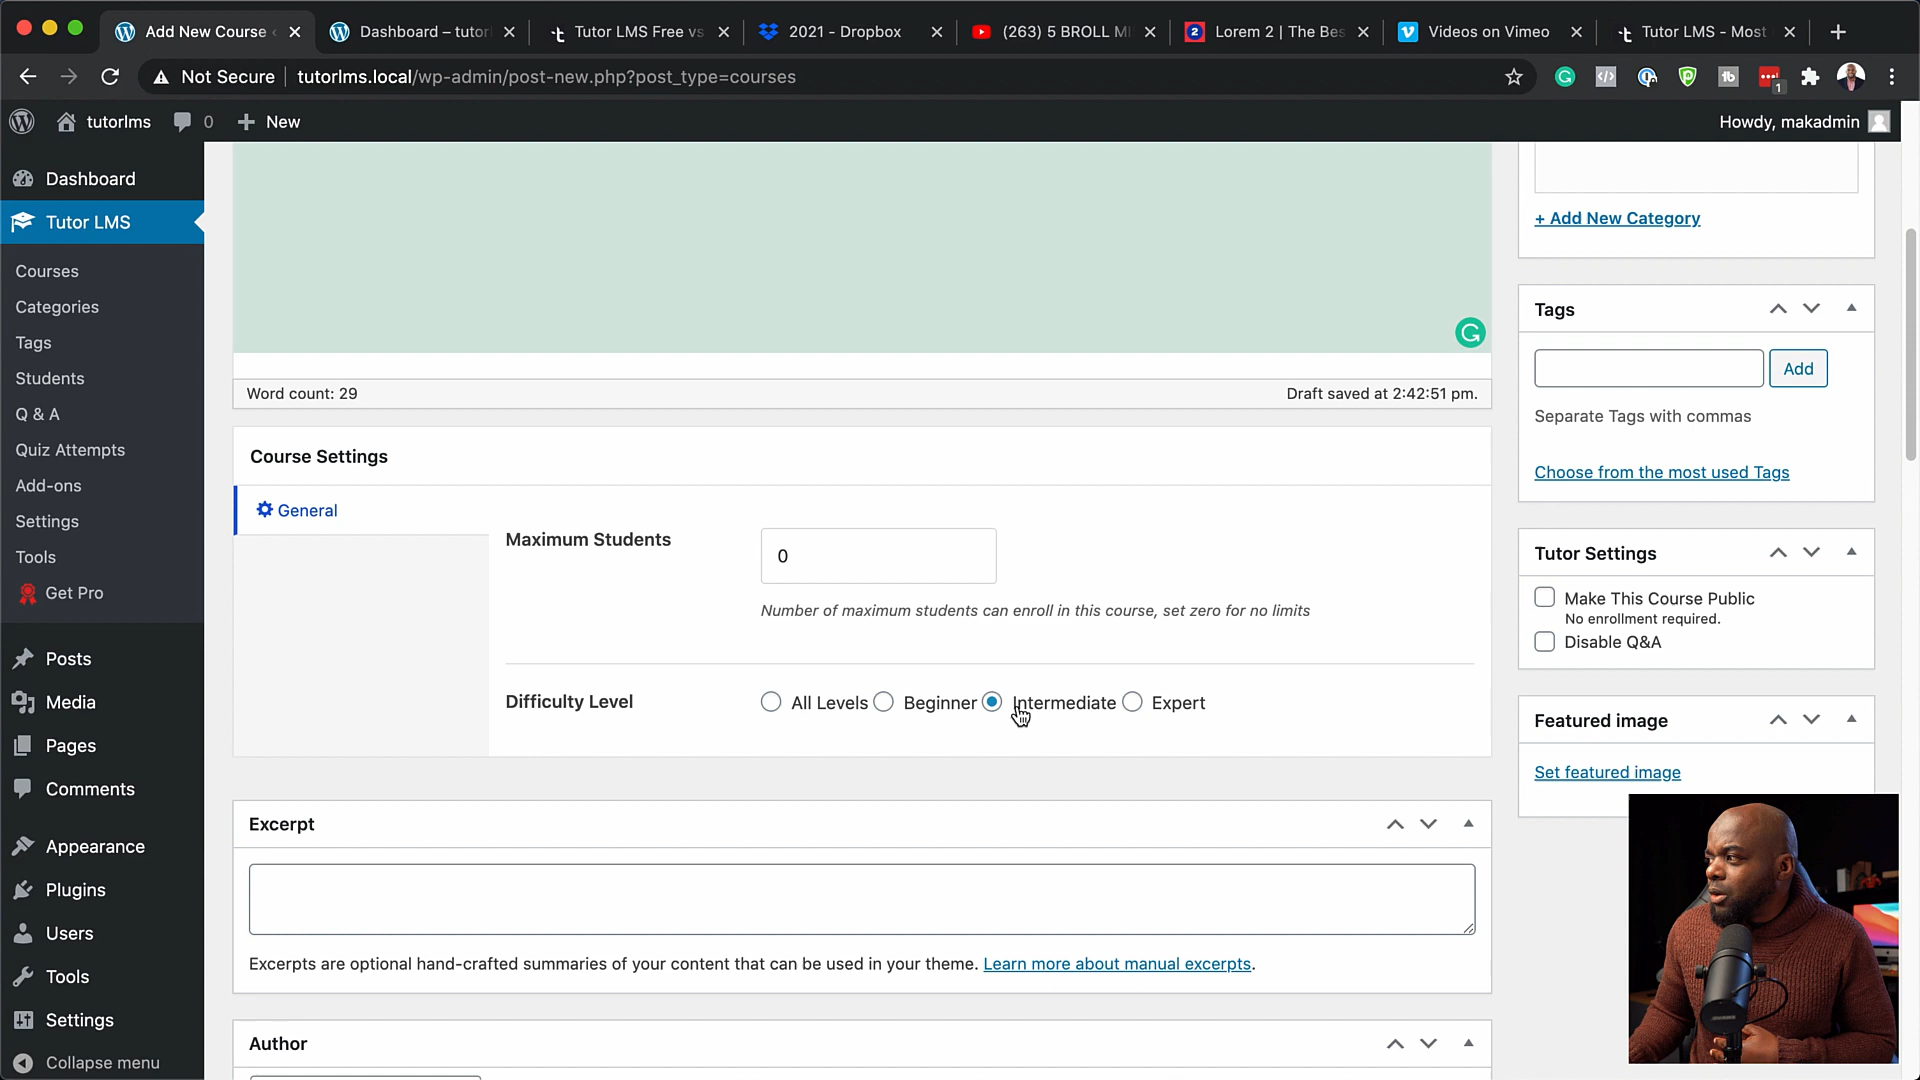 Add New Course
Dashboard – tutor
Tutor LMS Free vs
2021 - Dropbox
(263) 5 BROLL MI
Lorem 2 | The Bes
Videos on Vimeo
Tutor LMS - Most
Not Secure
tutorlms.local/wp-admin/post-new.php?post_type=courses
1
tutorlms
0
New
Howdy, makadmin
Dashboard
Tutor LMS
Courses
Categories
Tags
Students
Q & A
Quiz Attempts
Add-ons
Settings
Tools
Get Pro
Posts
Media
Pages
Comments
Appearance
Plugins
Users
Tools
Settings
Collapse menu
Word count: 29
Draft saved at 2:42:51 pm.
Course Settings
General
Maximum Students
0
Number of maximum students can enroll in this course, set zero for no limits
Difficulty Level
All Levels
Beginner
Intermediate
Expert
Excerpt
Excerpts are optional hand-crafted summaries of your content that can be used in your theme. Learn more about manual excerpts.
Author
+ Add New Category
Tags
Add
Separate Tags with commas
Choose from the most used Tags
Tutor Settings
Make This Course Public
No enrollment required.
Disable Q&A
Featured image
Set featured image